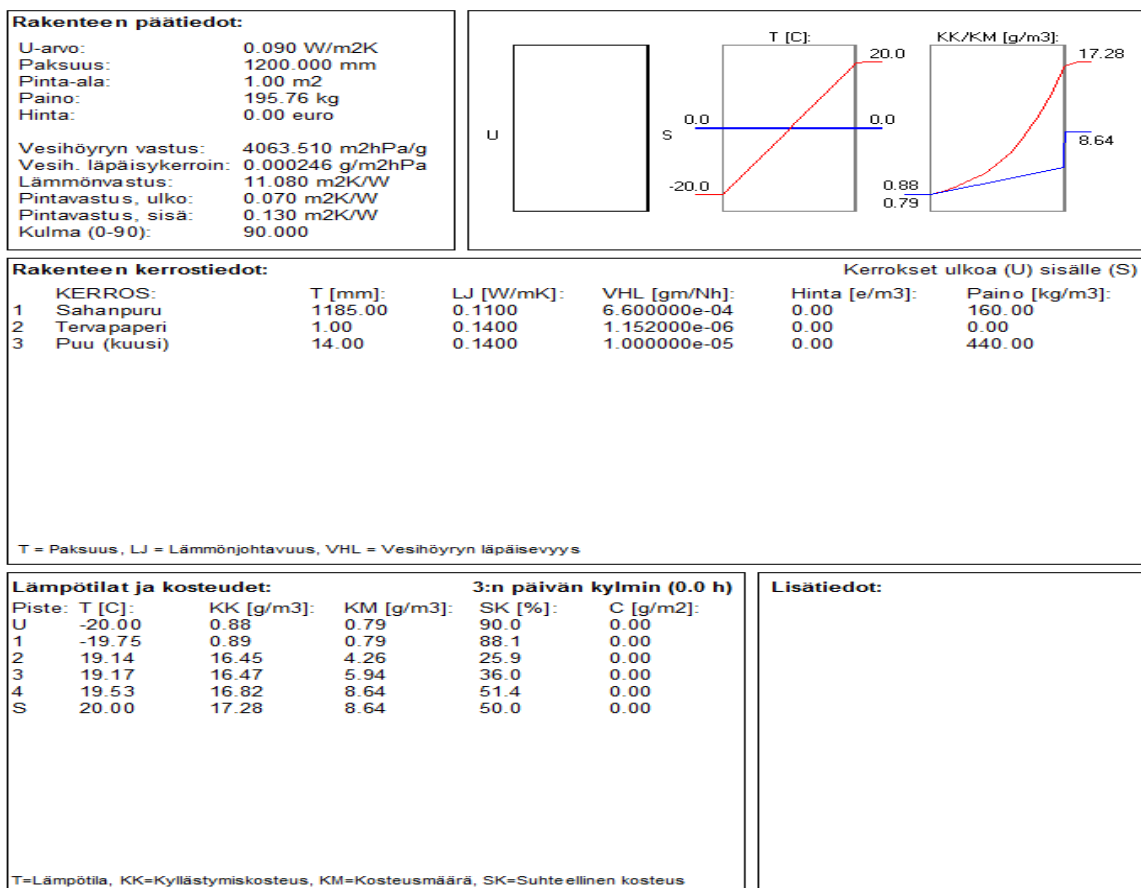 Rakenteen päätiedot:
U-arvo: 0.090 W/m2K
Paksuus: 1200.000 mm
Pinta-ala: 1.00 m2
Paino: 195.76 kg
Hinta: 0.00 euro
Vesihöyryn vastus: 4063.510 m2hPa/g
Vesih. läpäisykerroin: 0.000246 g/m2hPa
Lämmönvastus: 11.080 m2K/W
Pintavastus, ulko: 0.070 m2K/W
Pintavastus, sisä: 0.130 m2K/W
Kulma (0-90): 90.000
T [C]: KK/KM [g/m3]:
20.0 17.28
0.0 0.0
U S 8.64
-20.0 0.88
0.79
Rakenteen kerrostiedot: Kerrokset ulkoa (U) sisälle (S)
KERROS: T [mm]: LJ [W/mK]: VHL [gm/Nh]: Hinta [e/m3]: Paino [kg/m3]:
1 Sahanpuru 1185.00 0.1100 6.600000e-04 0.00 160.00
2 Tervapaperi 1.00 0.1400 1.152000e-06 0.00 0.00
3 Puu (kuusi) 14.00 0.1400 1.000000e-05 0.00 440.00
T = Paksuus, LJ = Lämmönjohtavuus, VHL = Vesihöyryn läpäisevyys
Lämpötilat ja kosteudet: 3:n päivän kylmin (0.0 h)
Piste: T [C]: KK [g/m3]: KM [g/m3]: SK [%]: C [g/m2]:
U -20.00 0.88 0.79 90.0 0.00
1 -19.75 0.89 0.79 88.1 0.00
2 19.14 16.45 4.26 25.9 0.00
3 19.17 16.47 5.94 36.0 0.00
4 19.53 16.82 8.64 51.4 0.00
S 20.00 17.28 8.64 50.0 0.00
T=Lämpötila, KK=Kyllästymiskosteus, KM=Kosteusmäärä, SK=Suhteellinen kosteus
Lisätiedot: